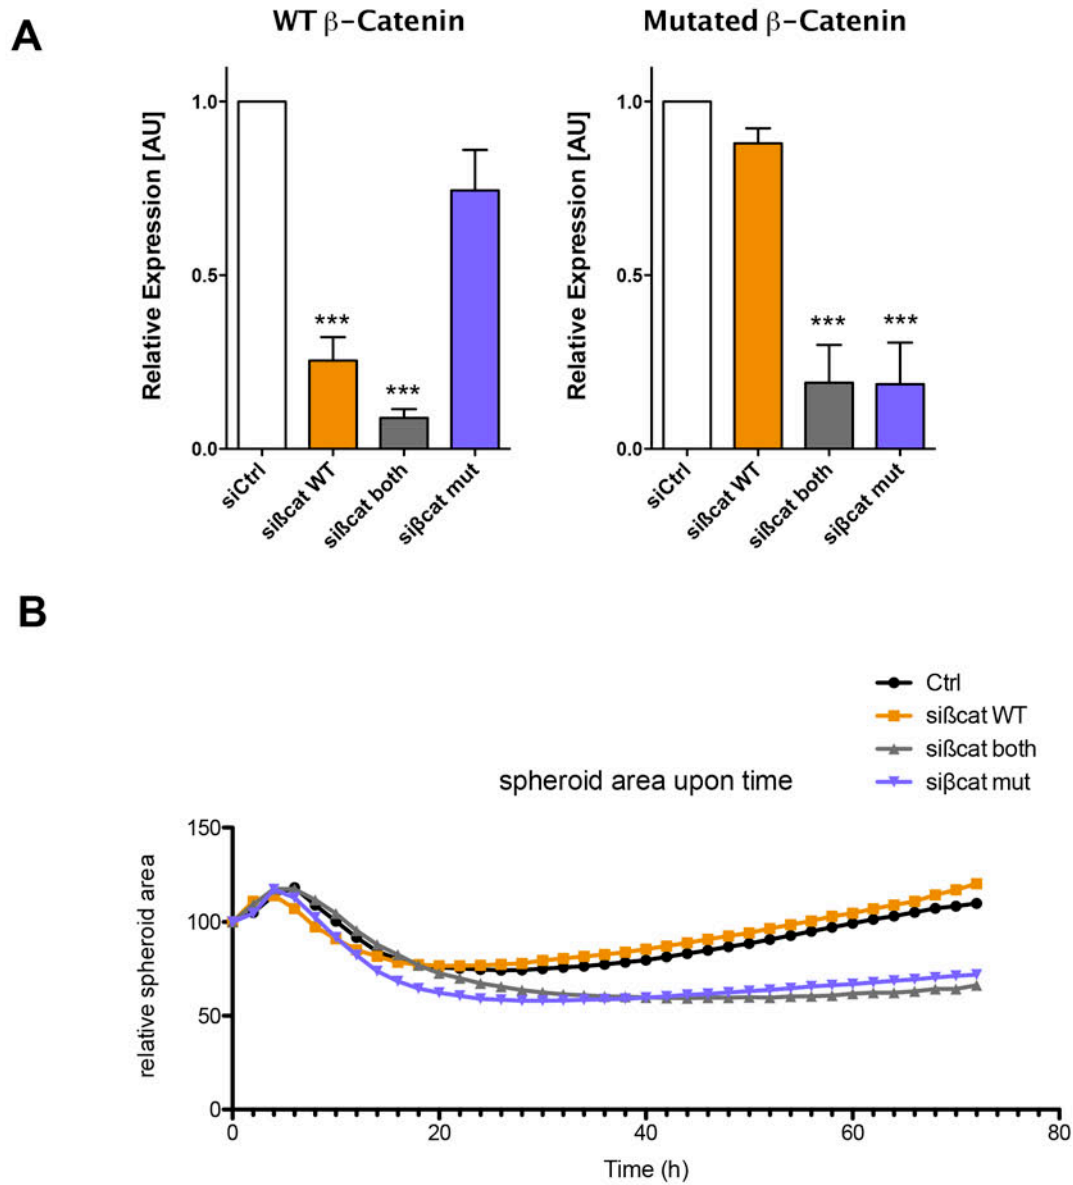 A
WT β-Catenin
Mutated β-Catenin
Relative Expression [AU]
1.0
0.5
0.0
***
***
siCtrl
sißcat WT
sißcat both
siβcat mut
Relative Expression [AU]
1.0
0.5
0.0
***
***
siCtrl
sißcat WT
sißcat both
siβcat mut
B
Ctrl
sißcat WT
sißcat both
siβcat mut
spheroid area upon time
relative spheroid area
150
100
50
0
0
20
40
60
80
Time (h)